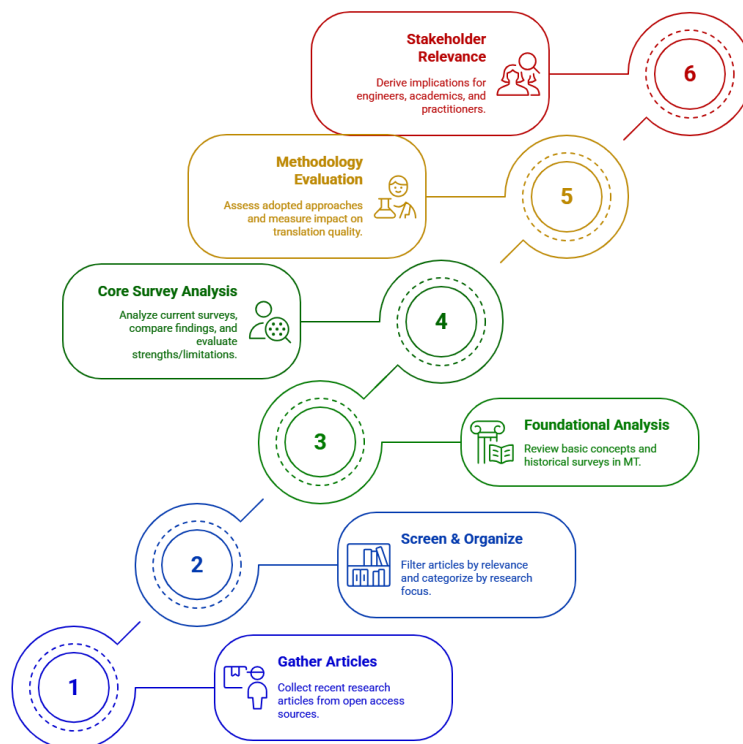 Stakeholder
Relevance
Derive implications for
engineers, academics, and
practitioners.
6
Methodology
Evaluation
Assess adopted approaches
and measure impact on
translation quality.
5
Core Survey Analysis
Analyze current surveys,
compare findings, and
evaluate
strengths/limitations.
4
3
Foundational Analysis
Review basic concepts and
historical surveys in MT.
2
Screen & Organize
Filter articles by relevance
and categorize by research
focus.
1
Gather Articles
Collect recent research
articles from open access
sources.